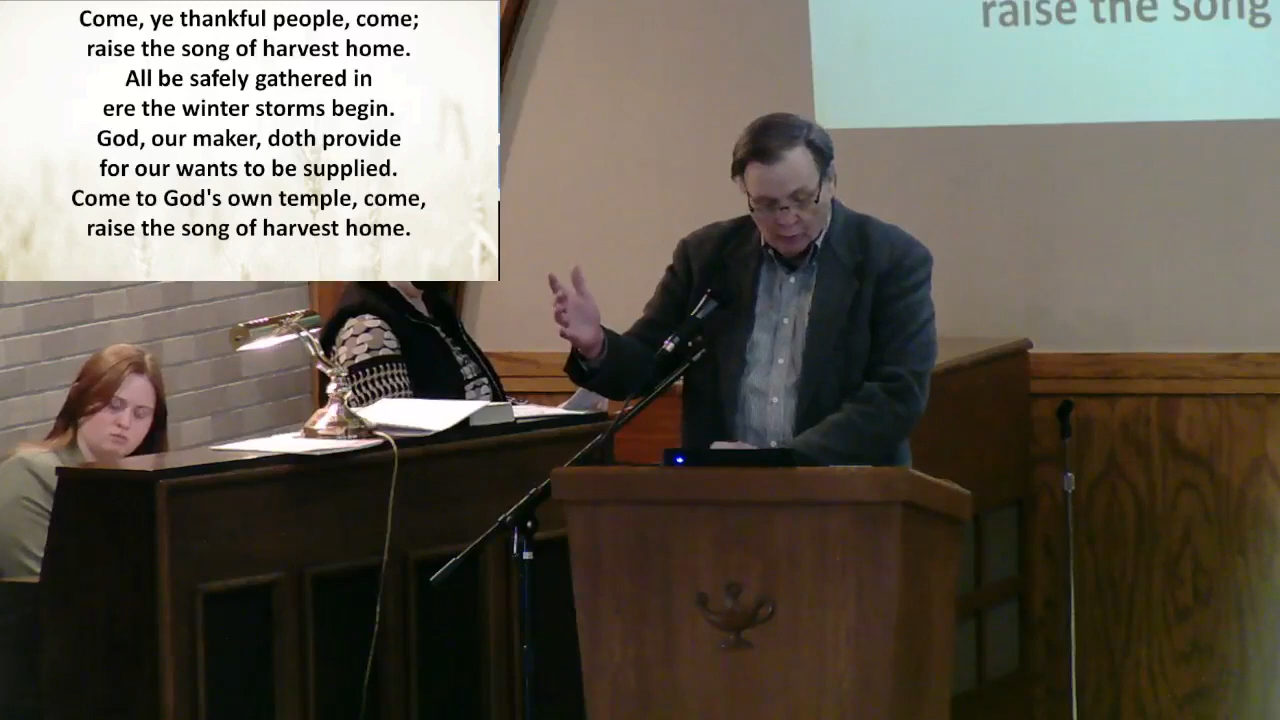 Come, ye thankful people, come;
raise the song of harvest home.
All be safely gathered in
ere the winter storms begin.
God, our maker, doth provide
for our wants to be supplied.
Come to God's own temple, come,
raise the song of harvest home.
raise the song